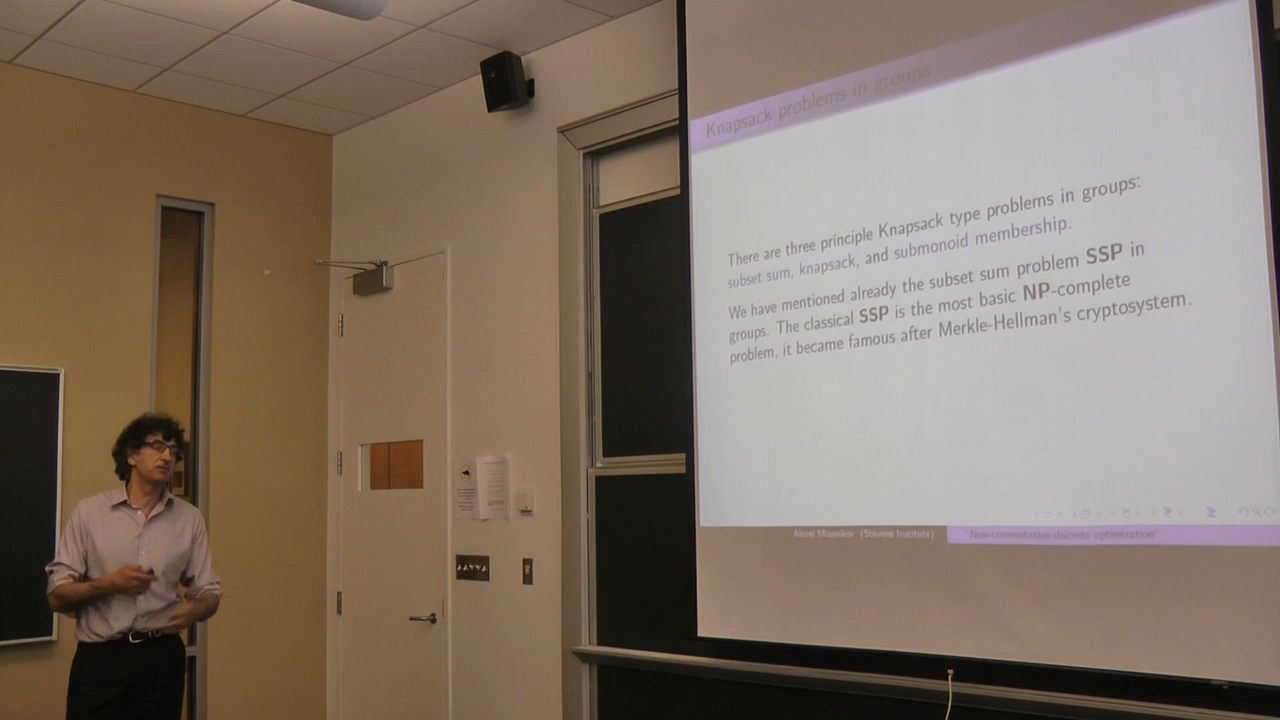 Knapsack problems in groups
There are three principle Knapsack type problems in groups:
subset sum, knapsack, and submonoid membership.
We have mentioned already the subset sum problem SSP in
groups. The classical SSP is the most basic NP-complete
problem, it became famous after Merkle-Hellman's cryptosystem.
Alexei Miasnikov (Stevens Institute)
"Non-commutative discrete optimization"